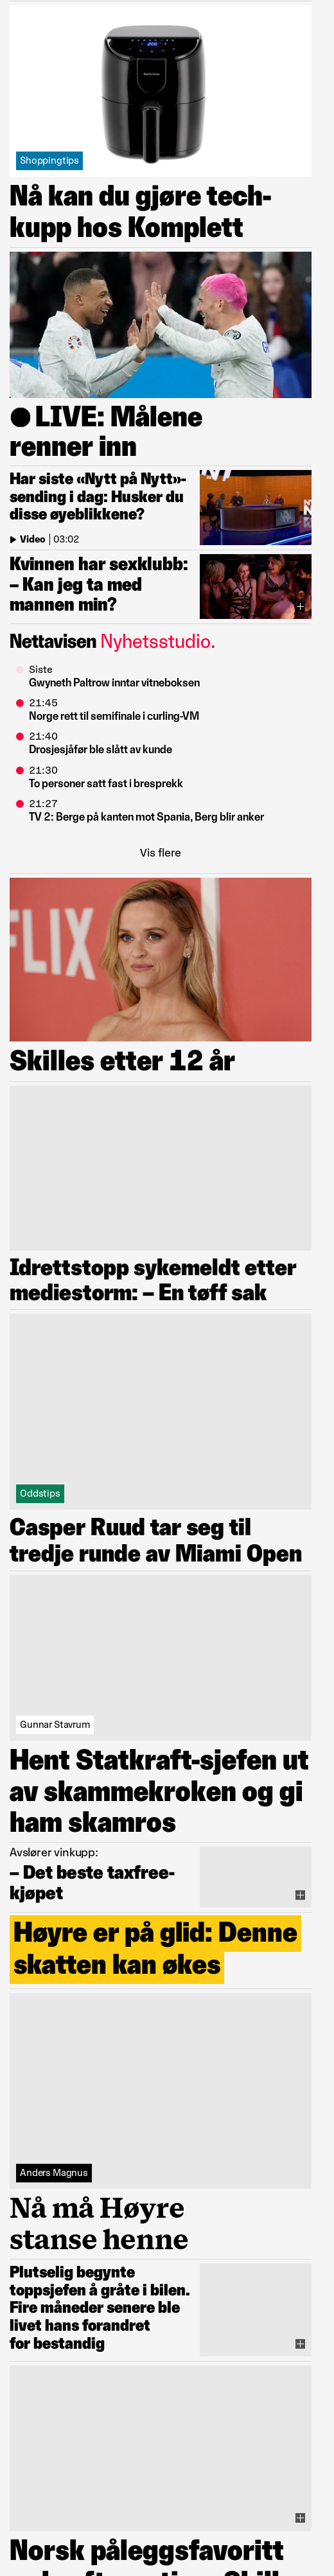 Shoppingtips
Nå kan du gjøre tech-
kupp hos Komplett
LIVE: Målene
renner inn
Har siste «Nytt på Nytt»-
sending i dag: Husker du
disse øyeblikkene?
Video | 03:02
Kvinnen har sexklubb:
– Kan jeg ta med
mannen min?
Nettavisen Nyhetsstudio.
Siste
Gwyneth Paltrow inntar vitneboksen
21:45
Norge rett til semifinale i curling-VM
21:40
Drosjesjåfør ble slått av kunde
21:30
To personer satt fast i bresprekk
21:27
TV 2: Berge på kanten mot Spania, Berg blir anker
Vis flere
FLIX
Skilles etter 12 år
Idrettstopp sykemeldt etter
mediestorm: – En tøff sak
Oddstips
Casper Ruud tar seg til
tredje runde av Miami Open
Gunnar Stavrum
Hent Statkraft-sjefen ut
av skammekroken og gi
ham skamros
Avslører vinkupp:
– Det beste taxfree-
kjøpet
Høyre er på glid: Denne
skatten kan økes
Anders Magnus
Nå må Høyre
stanse henne
Plutselig begynte
toppsjefen å gråte i bilen.
Fire måneder senere ble
livet hans forandret
for bestandig
Norsk påleggsfavoritt